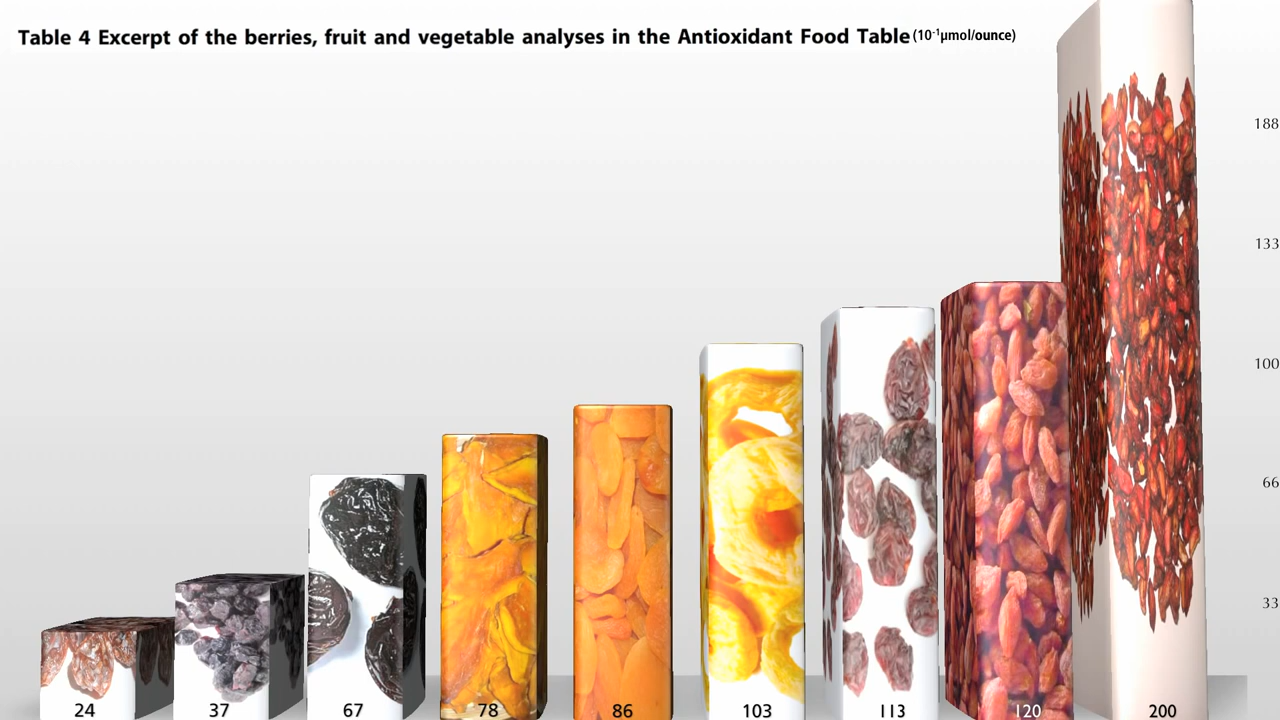 Table 4 Excerpt of the berries, fruit and vegetable analyses in the Antioxidant Food Table (10⁻¹μmol/ounce)
188
133
100
66
33
24 37 67 78 86 103 113 120 200